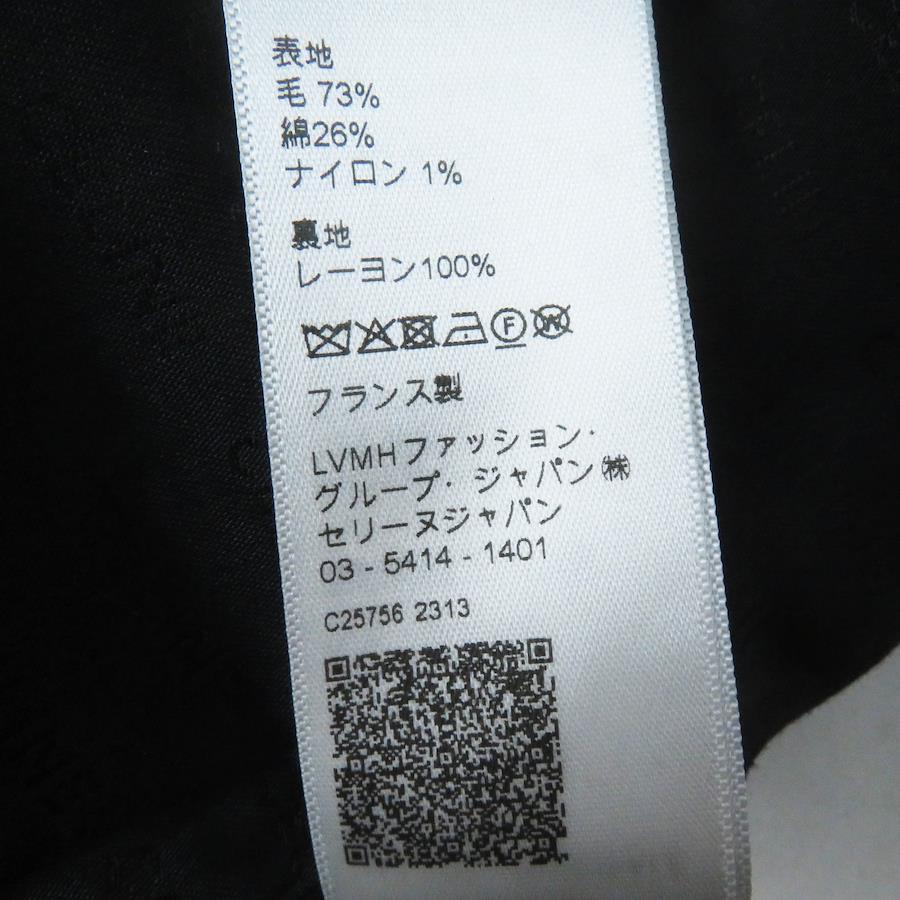 表地
毛 73%
綿26%
ナイロン 1%
裏地
レーヨン100%
F W
フランス製
LVMHファッション・
グループ・ジャパン㈱
セリーヌジャパン
03 - 5414 - 1401
C25756 2313